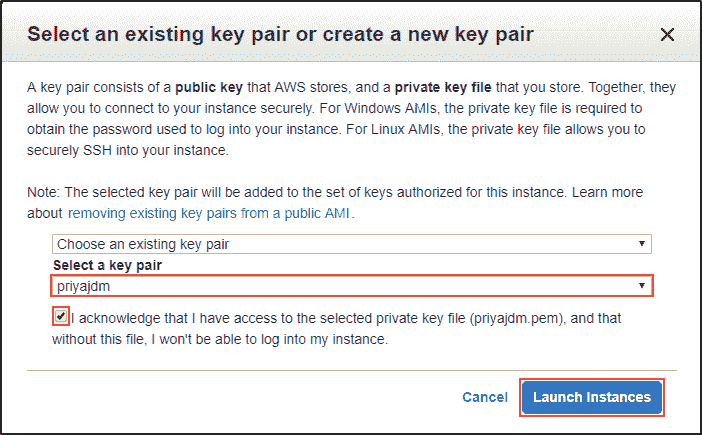 Select an existing key pair or create a new key pair
A key pair consists of a public key that AWS stores, and a private key file that you store. Together, they
allow you to connect to your instance securely. For Windows AMIs, the private key file is required to
obtain the password used to log into your instance. For Linux AMIs, the private key file allows you to
securely SSH into your instance.
Note: The selected key pair will be added to the set of keys authorized for this instance. Learn more
about removing existing key pairs from a public AMI.
Choose an existing key pair
Select a key pair
priyajdm
I acknowledge that I have access to the selected private key file (priyajdm.pem), and that
without this file, I won't be able to log into my instance.
Cancel Launch Instances